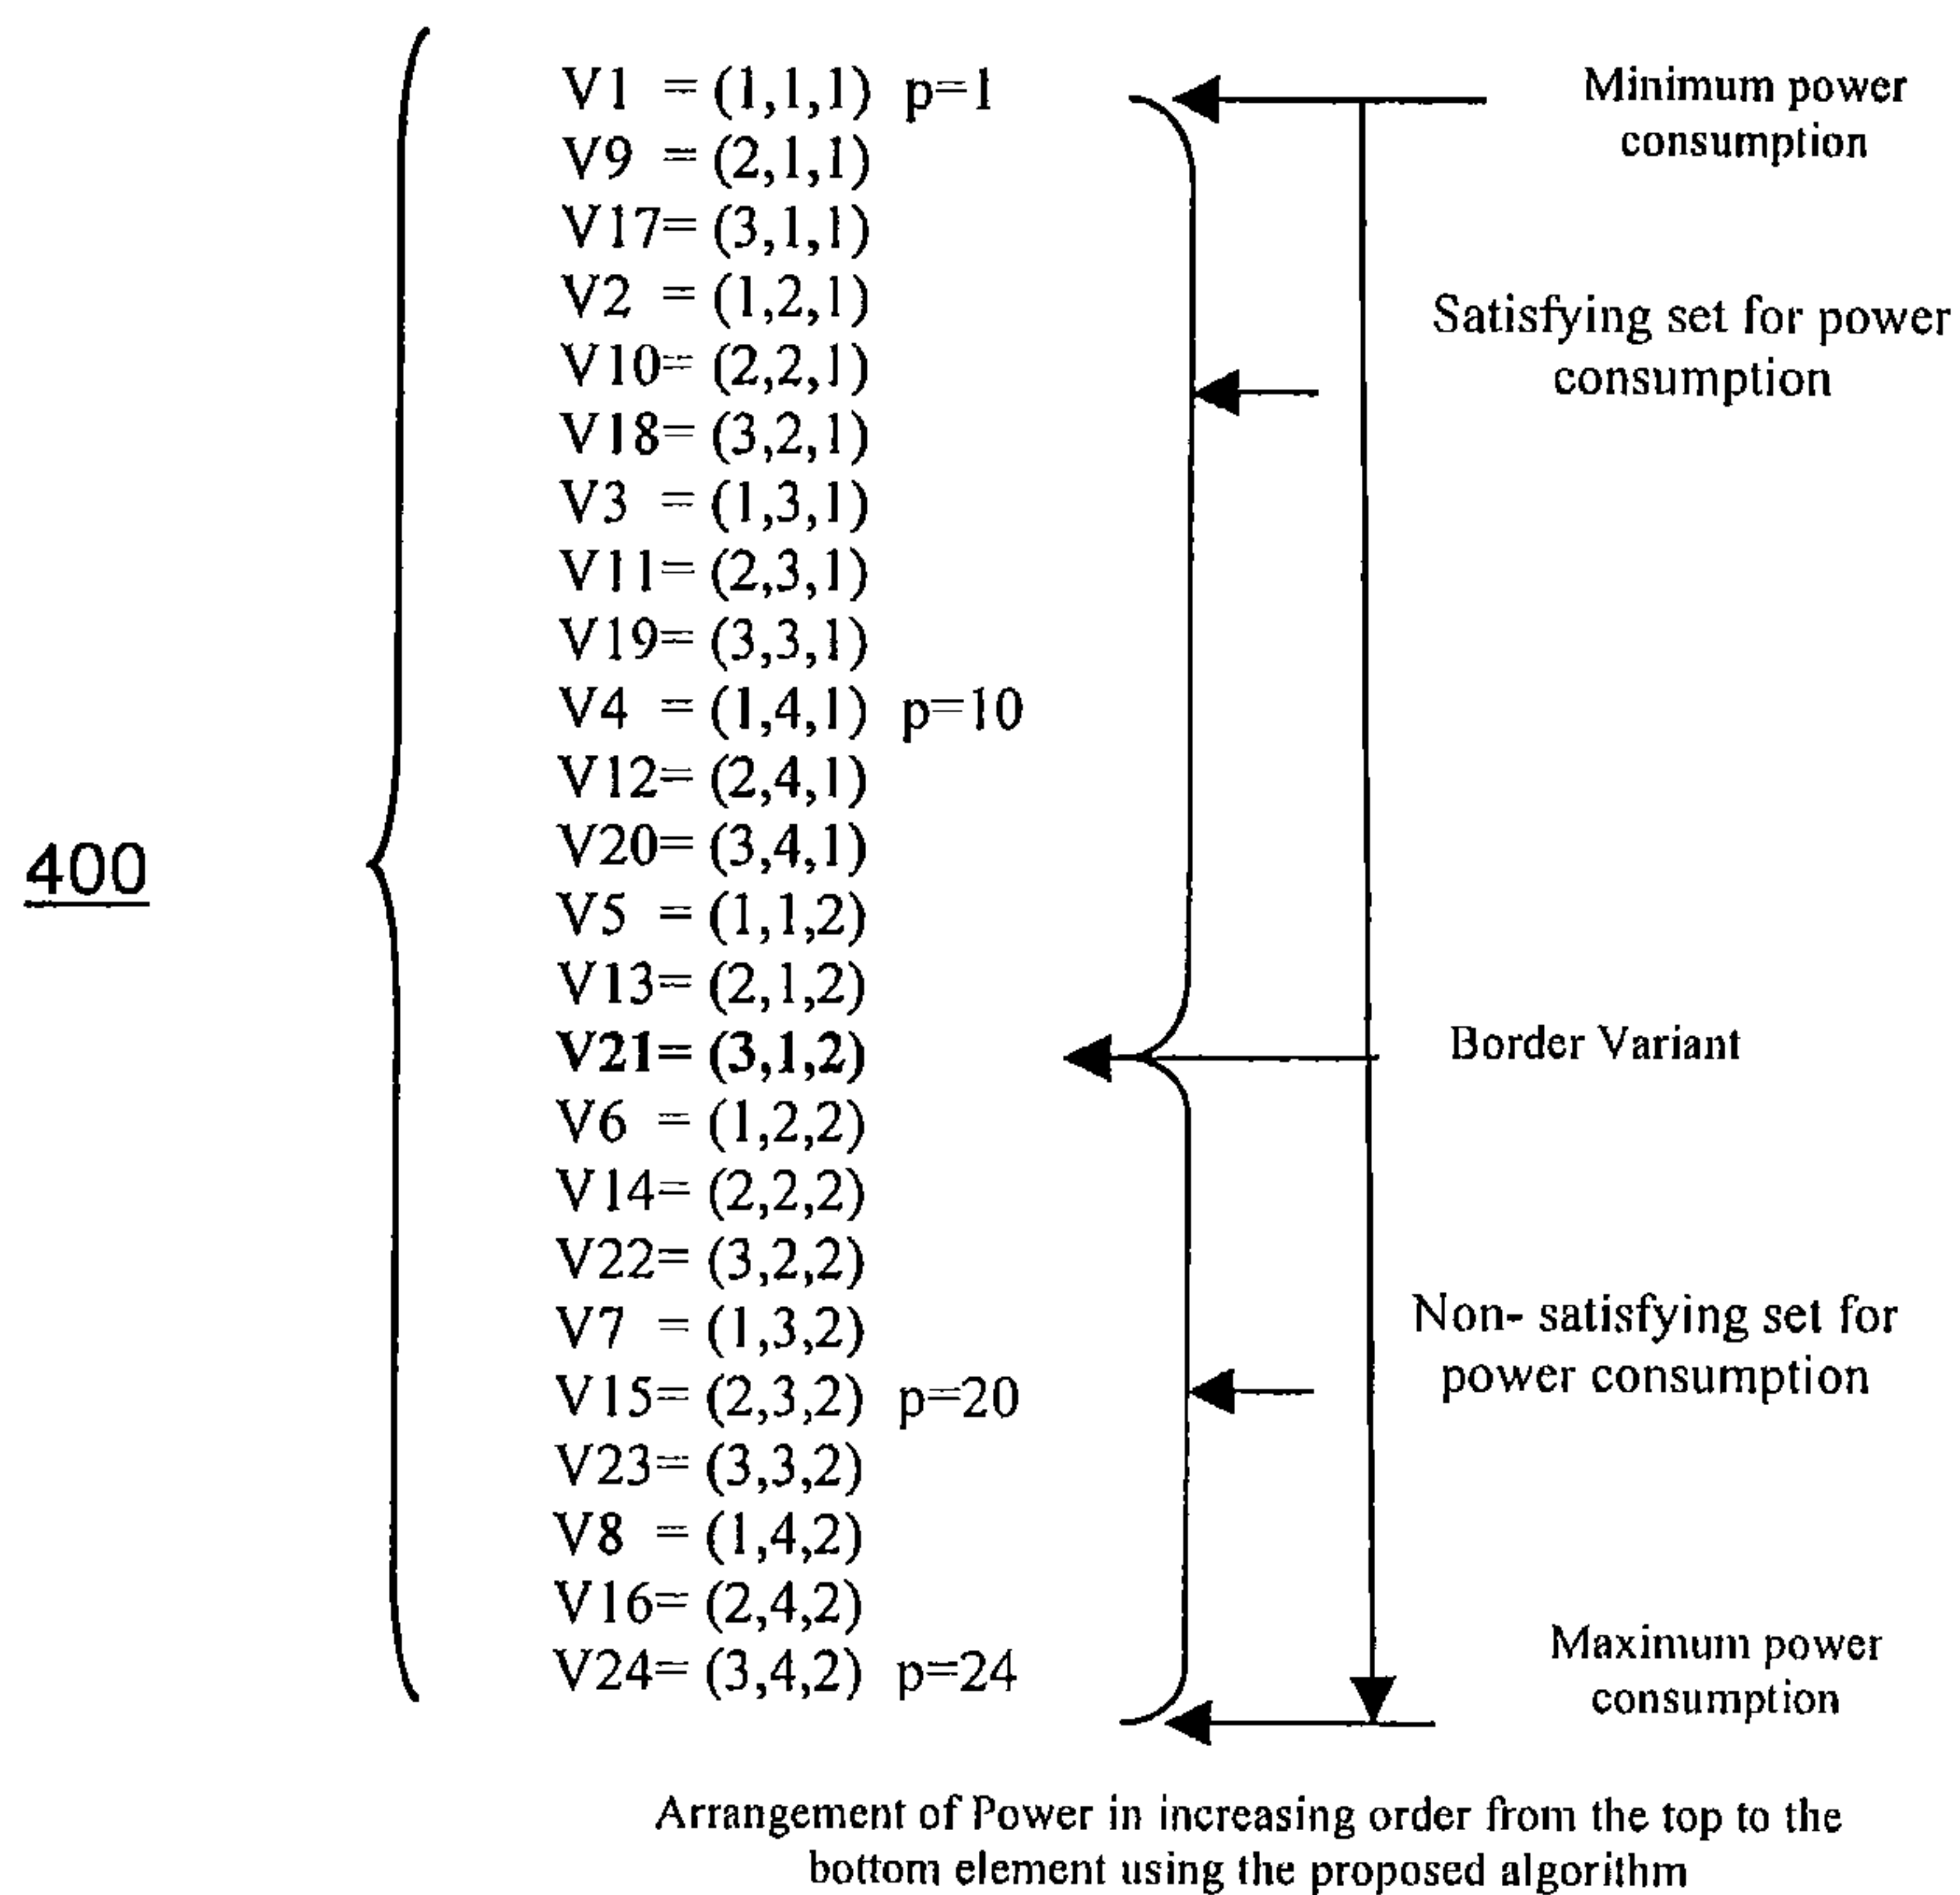 V1 = (1,1,1) p=1
V9 = (2,1,1)
V17= (3,1,1)
V2 = (1,2,1)
V10= (2,2,1)
V18= (3,2,1)
V3 = (1,3,1)
V11= (2,3,1)
V19= (3,3,1)
V4 = (1,4,1) p=10
V12= (2,4,1)
V20= (3,4,1)
V5 = (1,1,2)
V13= (2,1,2)
V21= (3,1,2)
V6 = (1,2,2)
V14= (2,2,2)
V22= (3,2,2)
V7 = (1,3,2)
V15= (2,3,2) p=20
V23= (3,3,2)
V8 = (1,4,2)
V16= (2,4,2)
V24= (3,4,2) p=24
400
Minimum power
consumption
Satisfying set for power
consumption
Border Variant
Non- satisfying set for
power consumption
Maximum power
consumption
Arrangement of Power in increasing order from the top to the
bottom element using the proposed algorithm